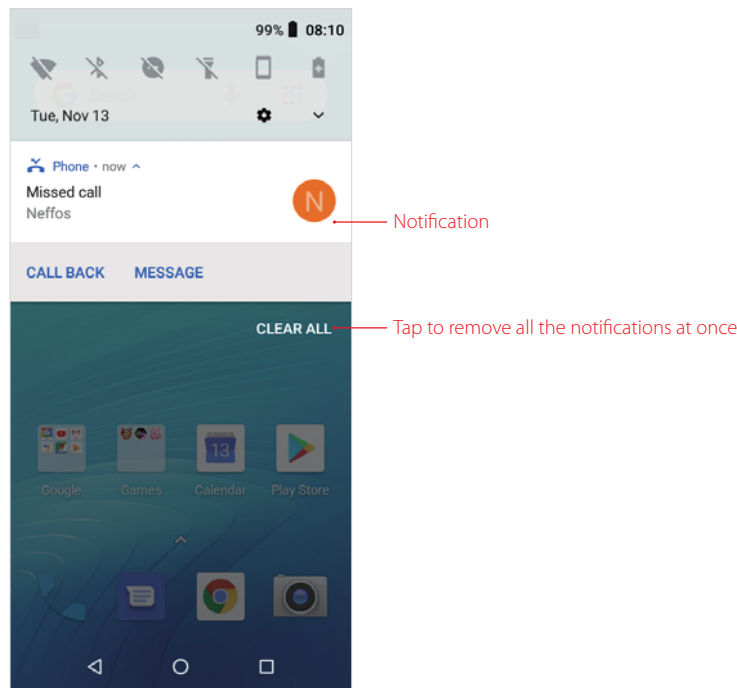 99% 08:10
Tue, Nov 13
Phone • now
Missed call
Neffos
N
Notification
CALL BACK MESSAGE
CLEAR ALL
Tap to remove all the notifications at once
13
Google Games Calendar Play Store